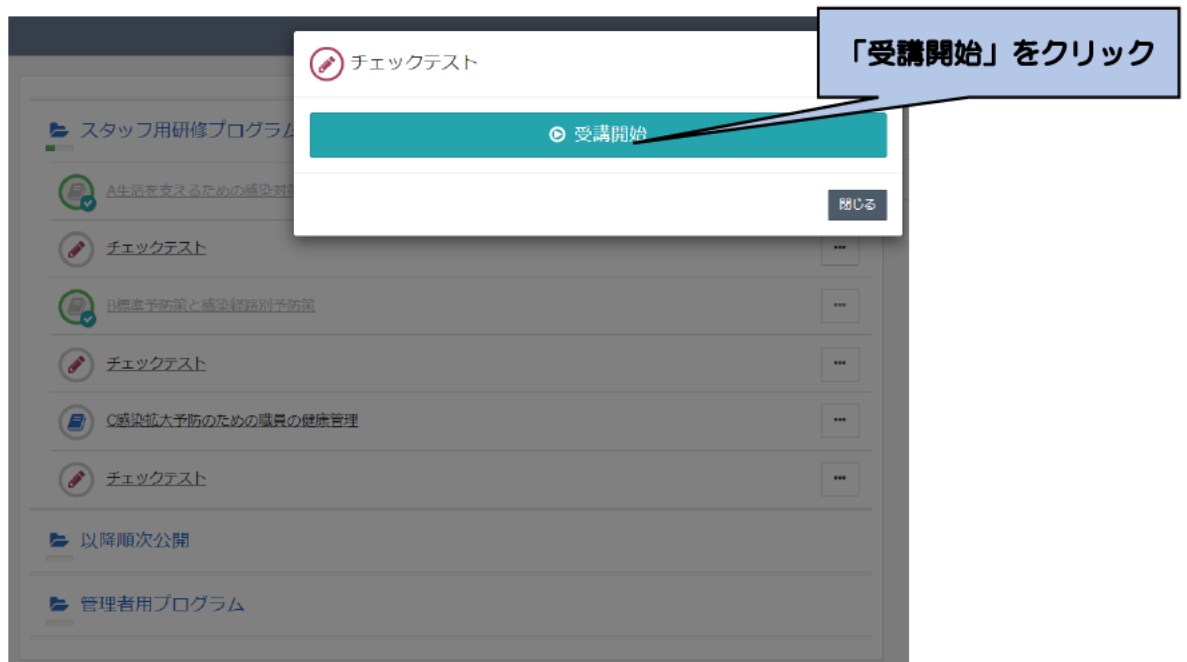 「受講開始」をクリック
チェックテスト
受講開始
閉じる
スタッフ用研修プログラム
A生活を支えるための感染対策
チェックテスト
B標準予防策と感染経路別予防策
チェックテスト
C感染拡大予防のための職員の健康管理
チェックテスト
以降順次公開
管理者用プログラム